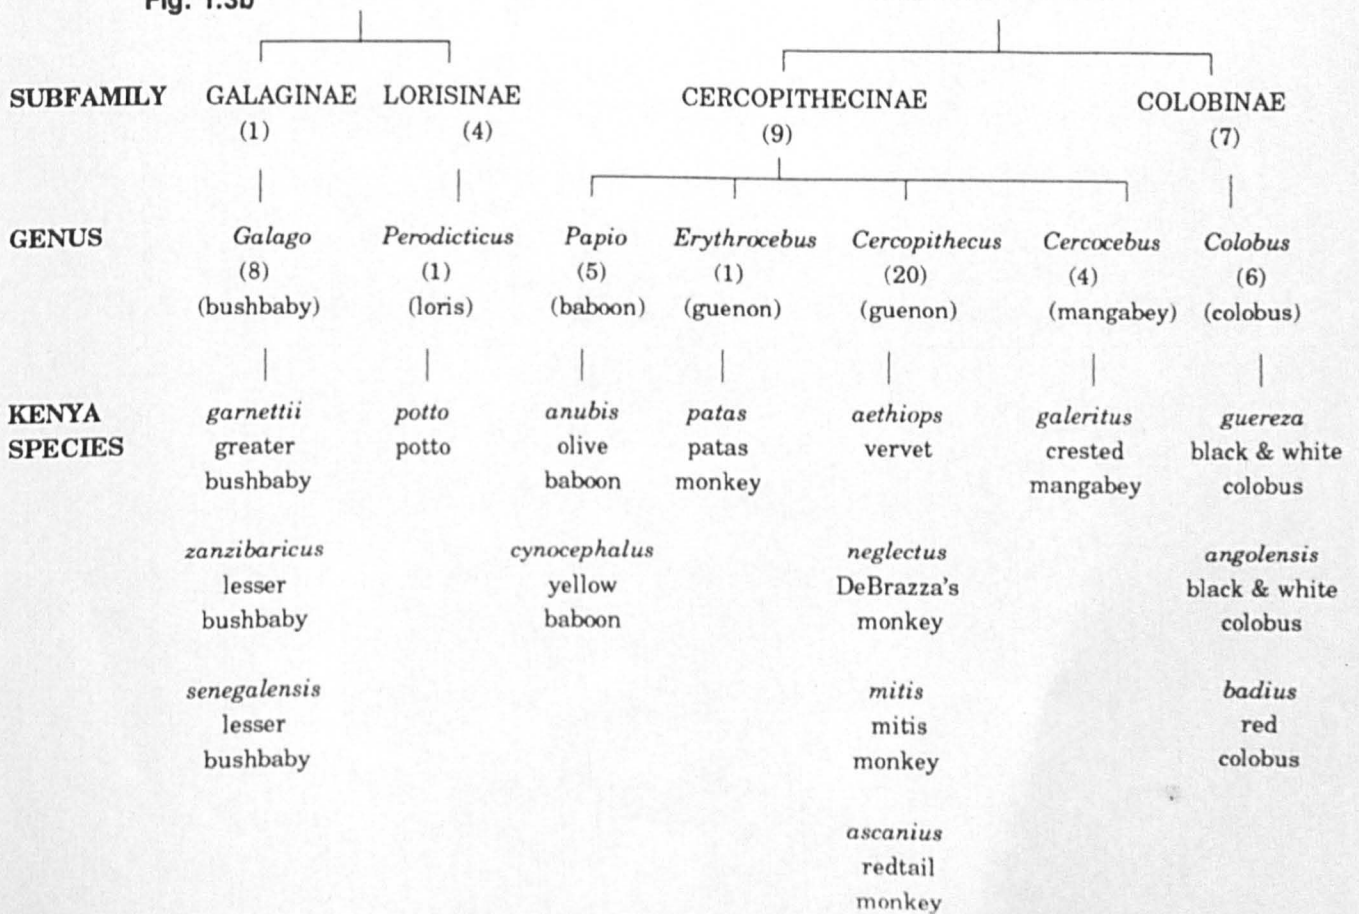 Fig. 1.3b
SUBFAMILY GALAGINAE LORISINAE CERCOPITHECINAE COLOBINAE
(1) (4) (9) (7)
GENUS Galago Perodicticus Papio Erythrocebus Cercopithecus Cercocebus Colobus
(8) (1) (5) (1) (20) (4) (6)
(bushbaby) (loris) (baboon) (guenon) (guenon) (mangabey) (colobus)
KENYA garnettii potto anubis patas aethiops galeritus guereza
SPECIES greater potto olive patas vervet crested black & white
bushbaby baboon monkey mangabey colobus
zanzibaricus cynocephalus neglectus angolensis
lesser yellow DeBrazza's black & white
bushbaby baboon monkey colobus
senegalensis mitis badius
lesser mitis red
bushbaby monkey colobus
ascanius
redtail
monkey